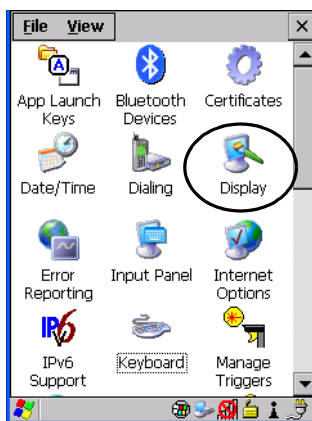 File View
App Launch Keys
Bluetooth Devices
Certificates
Date/Time
Dialing
Display
Error Reporting
Input Panel
Internet Options
IPv6 Support
Keyboard
Manage Triggers